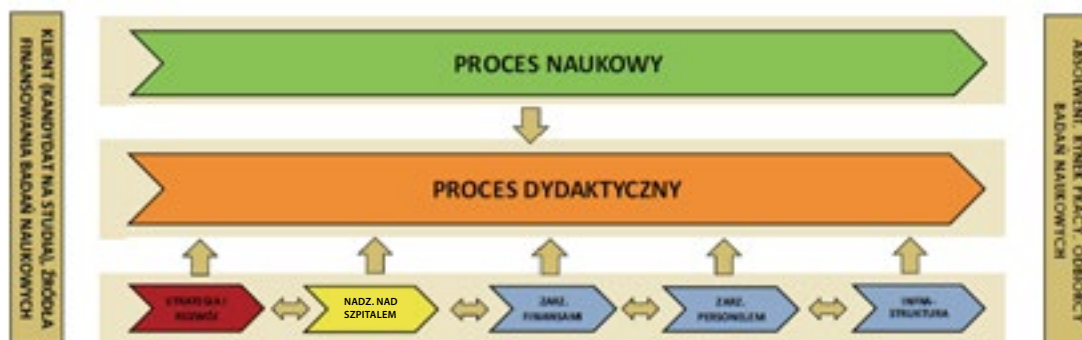 KLIENT (KANDYDAT NA STUDIA), ŹRÓDŁA
FINANSOWANIA BADAŃ NAUKOWYCH
PROCES NAUKOWY
PROCES DYDAKTYCZNY
STRATEGIA I
ROZWÓJ
NADZ. NAD
SZPITALEM
ZARZ.
FINANSAMI
ZARZ.
PERSONELEM
INFRA-
STRUKTURA
ABSOLWENT, RYNEK PRACY, ODBIORCY
BADAŃ NAUKOWYCH